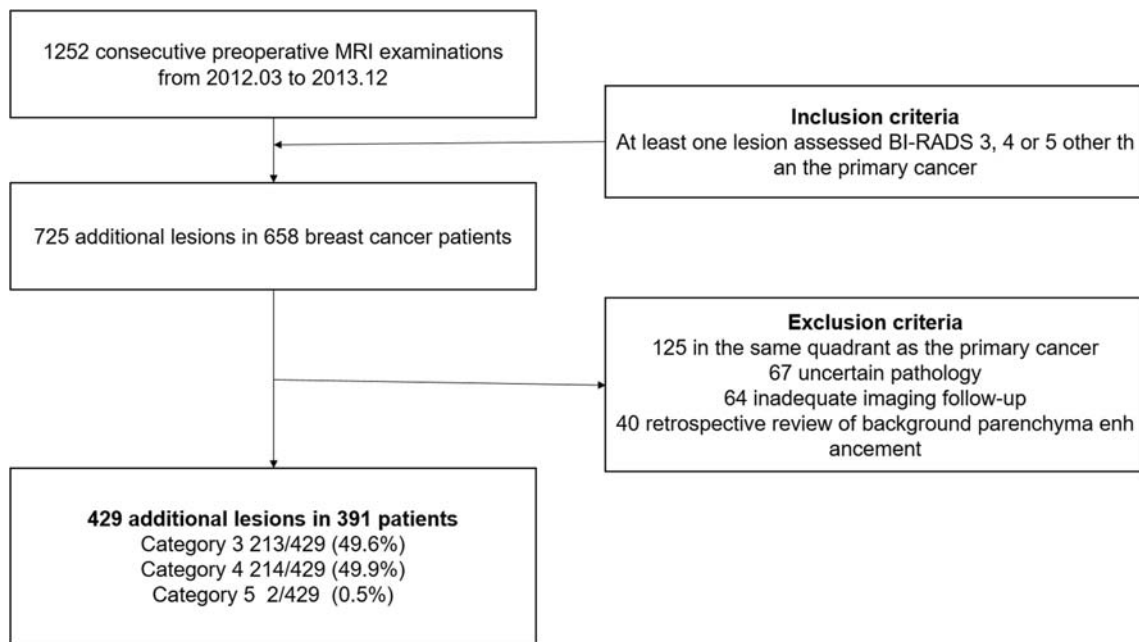 1252 consecutive preoperative MRI examinations
from 2012.03 to 2013.12
Inclusion criteria
At least one lesion assessed BI-RADS 3, 4 or 5 other th
an the primary cancer
725 additional lesions in 658 breast cancer patients
Exclusion criteria
125 in the same quadrant as the primary cancer
67 uncertain pathology
64 inadequate imaging follow-up
40 retrospective review of background parenchyma enh
ancement
429 additional lesions in 391 patients
Category 3 213/429 (49.6%)
Category 4 214/429 (49.9%)
Category 5  2/429  (0.5%)